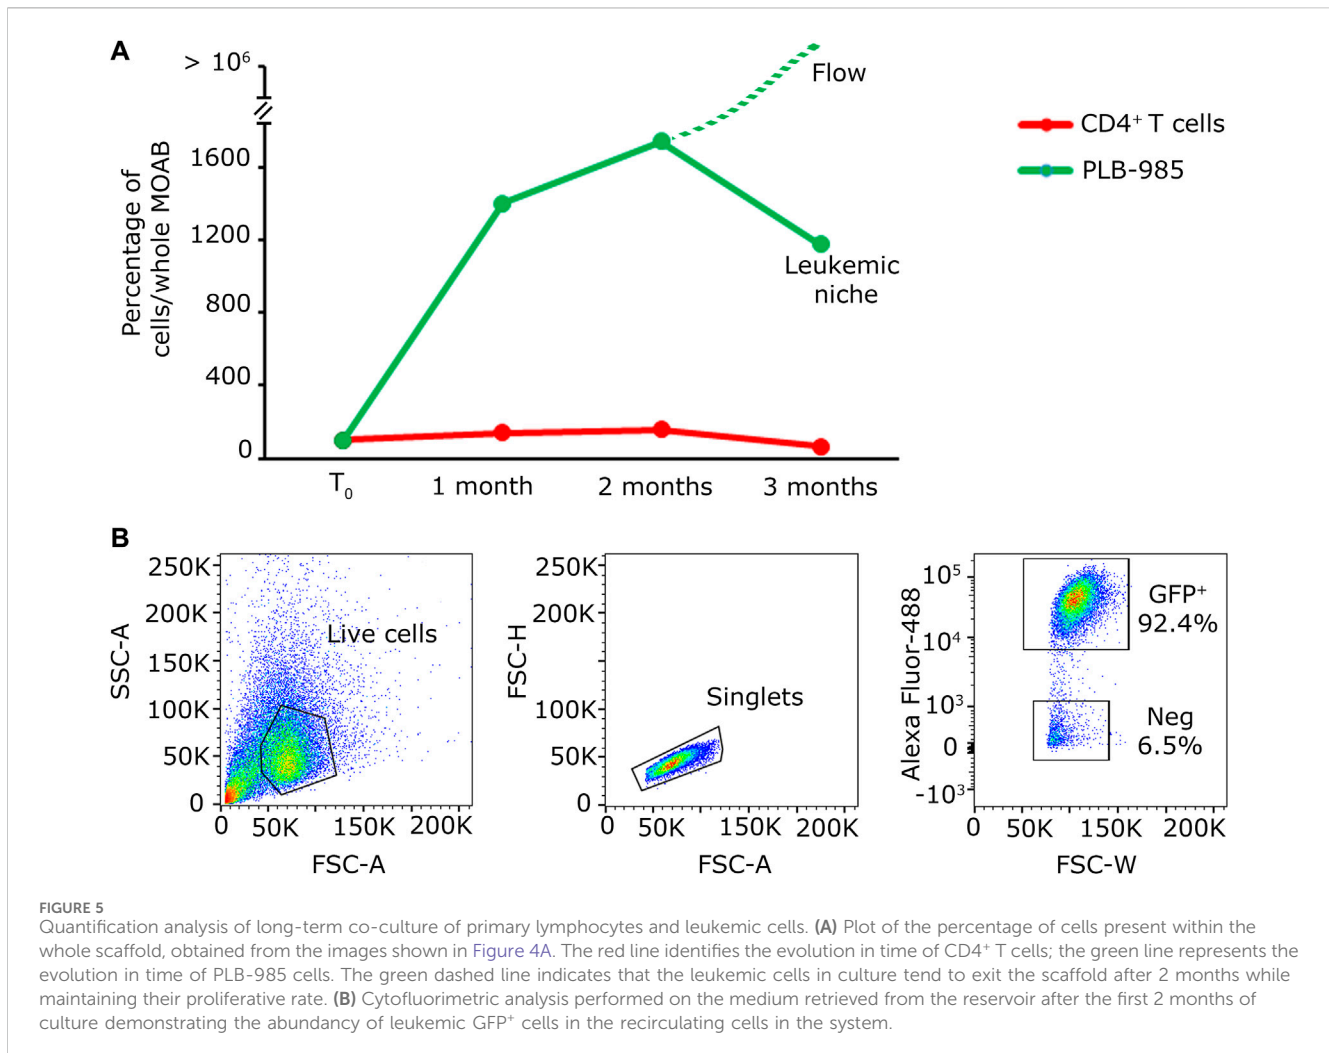 A
> 10⁶
Flow
CD4⁺ T cells
PLB-985
Percentage of
cells/whole MOAB
1600
1200
800
400
0
Leukemic
niche
T₀ 1 month 2 months 3 months
B
250K
200K
150K
100K
50K
0
SSC-A
Live cells
0 50K 150K 200K
FSC-A
250K
200K
150K
100K
50K
0
FSC-H
Singlets
0 50K 150K 200K
FSC-A
10⁵
10⁴
10³
0
-10³
Alexa Fluor-488
GFP⁺
92.4%
Neg
6.5%
0 50K 150K 200K
FSC-W
FIGURE 5
Quantification analysis of long-term co-culture of primary lymphocytes and leukemic cells. (A) Plot of the percentage of cells present within the
whole scaffold, obtained from the images shown in Figure 4A. The red line identifies the evolution in time of CD4⁺ T cells; the green line represents the
evolution in time of PLB-985 cells. The green dashed line indicates that the leukemic cells in culture tend to exit the scaffold after 2 months while
maintaining their proliferative rate. (B) Cytofluorimetric analysis performed on the medium retrieved from the reservoir after the first 2 months of
culture demonstrating the abundancy of leukemic GFP⁺ cells in the recirculating cells in the system.